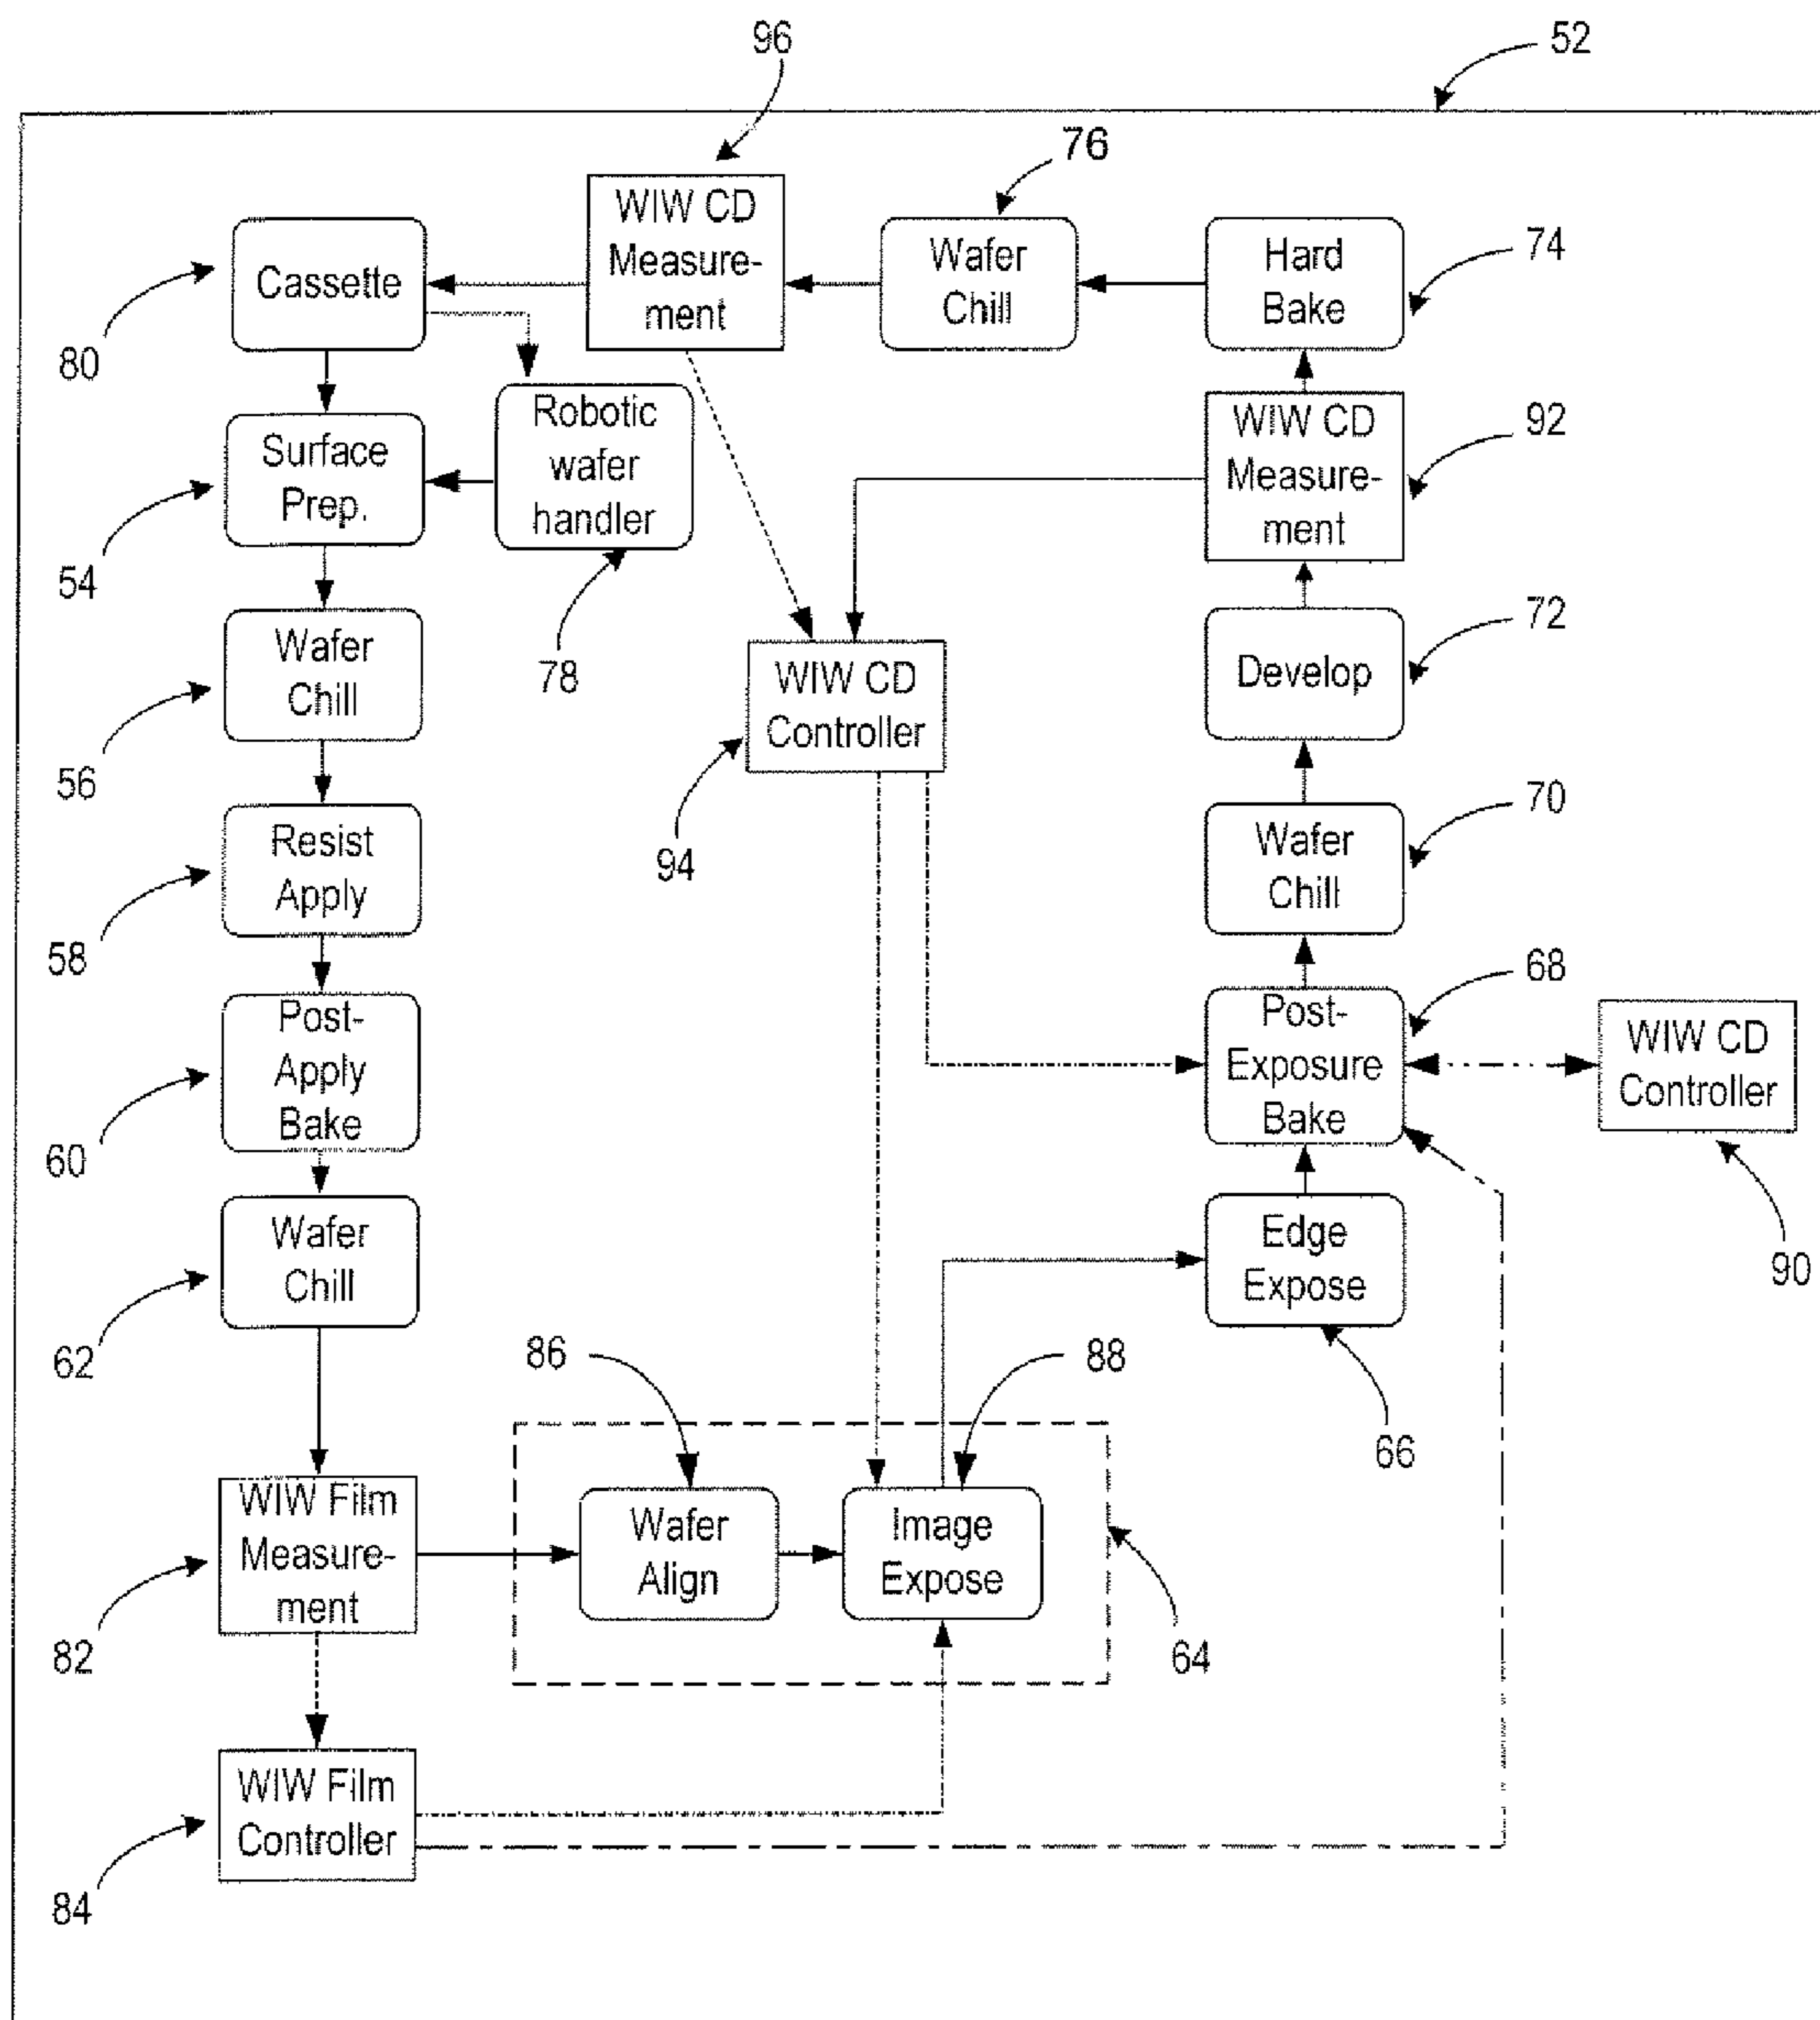 96
52
76
WIW CD
Measure-
ment
Wafer
Chill
Hard
Bake
74
Cassette
80
Robotic
wafer
handler
78
Surface
Prep.
54
WIW CD
Measure-
ment
92
Wafer
Chill
56
WIW CD
Controller
94
Develop
72
Resist
Apply
58
Wafer
Chill
70
Post-
Apply
Bake
60
Post-
Exposure
Bake
68
WIW CD
Controller
90
Wafer
Chill
62
Edge
Expose
66
86
88
WIW Film
Measure-
ment
82
Wafer
Align
Image
Expose
64
WIW Film
Controller
84